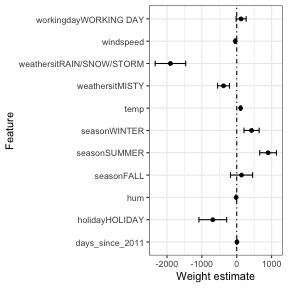 Feature
workingdayWORKING DAY
windspeed
weathersitRAIN/SNOW/STORM
weathersitMISTY
temp
seasonWINTER
seasonSUMMER
seasonFALL
hum
holidayHOLIDAY
days_since_2011
-2000 -1000 0 1000
Weight estimate